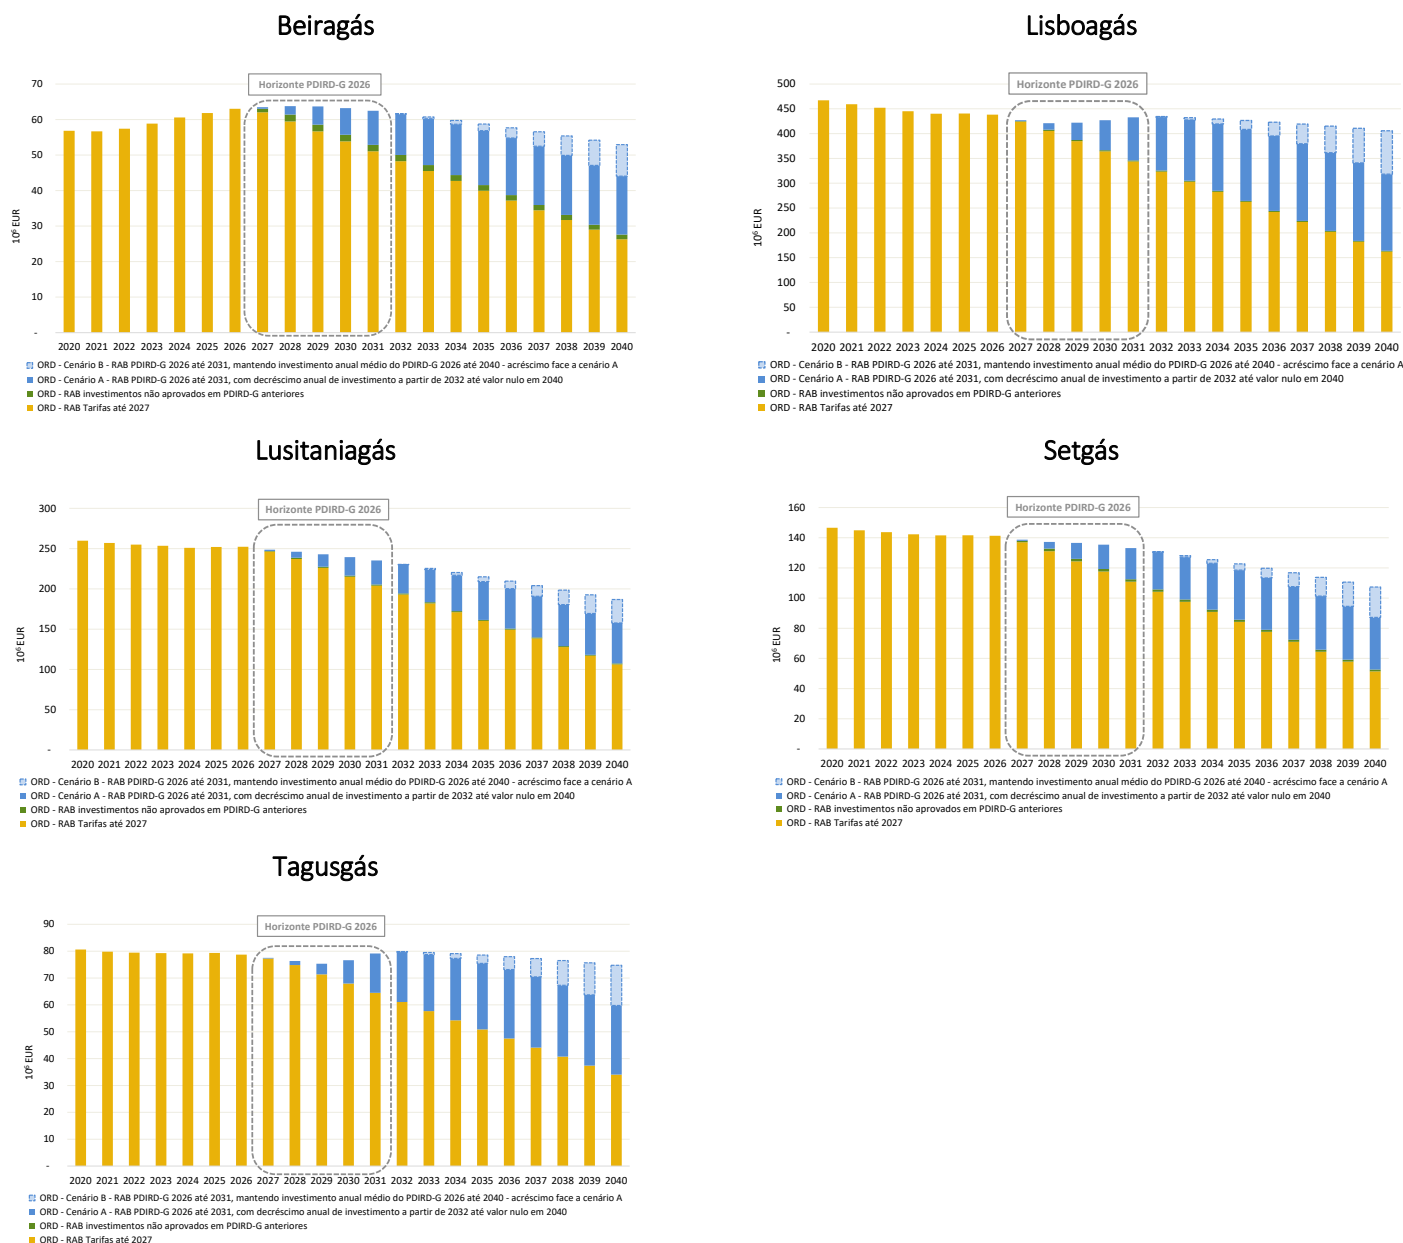 Beiragás
Horizonte PDIRD-G 2026
70
60
50
40
30
20
10
-
10⁶ EUR
2020 2021 2022 2023 2024 2025 2026 2027 2028 2029 2030 2031 2032 2033 2034 2035 2036 2037 2038 2039 2040
ORD - Cenário B - RAB PDIRD-G 2026 até 2031, mantendo investimento anual médio do PDIRD-G 2026 até 2040 - acréscimo face a cenário A
ORD - Cenário A - RAB PDIRD-G 2026 até 2031, com decréscimo anual de investimento a partir de 2032 até valor nulo em 2040
ORD - RAB investimentos não aprovados em PDIRD-G anteriores
ORD - RAB Tarifas até 2027
Lisboagás
Horizonte PDIRD-G 2026
500
450
400
350
300
250
200
150
100
50
-
10⁶ EUR
2020 2021 2022 2023 2024 2025 2026 2027 2028 2029 2030 2031 2032 2033 2034 2035 2036 2037 2038 2039 2040
ORD - Cenário B - RAB PDIRD-G 2026 até 2031, mantendo investimento anual médio do PDIRD-G 2026 até 2040 - acréscimo face a cenário A
ORD - Cenário A - RAB PDIRD-G 2026 até 2031, com decréscimo anual de investimento a partir de 2032 até valor nulo em 2040
ORD - RAB investimentos não aprovados em PDIRD-G anteriores
ORD - RAB Tarifas até 2027
Lusitaniagás
Horizonte PDIRD-G 2026
300
250
200
150
100
50
-
10⁶ EUR
2020 2021 2022 2023 2024 2025 2026 2027 2028 2029 2030 2031 2032 2033 2034 2035 2036 2037 2038 2039 2040
ORD - Cenário B - RAB PDIRD-G 2026 até 2031, mantendo investimento anual médio do PDIRD-G 2026 até 2040 - acréscimo face a cenário A
ORD - Cenário A - RAB PDIRD-G 2026 até 2031, com decréscimo anual de investimento a partir de 2032 até valor nulo em 2040
ORD - RAB investimentos não aprovados em PDIRD-G anteriores
ORD - RAB Tarifas até 2027
Setgás
Horizonte PDIRD-G 2026
160
140
120
100
80
60
40
20
-
10⁶ EUR
2020 2021 2022 2023 2024 2025 2026 2027 2028 2029 2030 2031 2032 2033 2034 2035 2036 2037 2038 2039 2040
ORD - Cenário B - RAB PDIRD-G 2026 até 2031, mantendo investimento anual médio do PDIRD-G 2026 até 2040 - acréscimo face a cenário A
ORD - Cenário A - RAB PDIRD-G 2026 até 2031, com decréscimo anual de investimento a partir de 2032 até valor nulo em 2040
ORD - RAB investimentos não aprovados em PDIRD-G anteriores
ORD - RAB Tarifas até 2027
Tagusgás
Horizonte PDIRD-G 2026
90
80
70
60
50
40
30
20
10
-
10⁶ EUR
2020 2021 2022 2023 2024 2025 2026 2027 2028 2029 2030 2031 2032 2033 2034 2035 2036 2037 2038 2039 2040
ORD - Cenário B - RAB PDIRD-G 2026 até 2031, mantendo investimento anual médio do PDIRD-G 2026 até 2040 - acréscimo face a cenário A
ORD - Cenário A - RAB PDIRD-G 2026 até 2031, com decréscimo anual de investimento a partir de 2032 até valor nulo em 2040
ORD - RAB investimentos não aprovados em PDIRD-G anteriores
ORD - RAB Tarifas até 2027